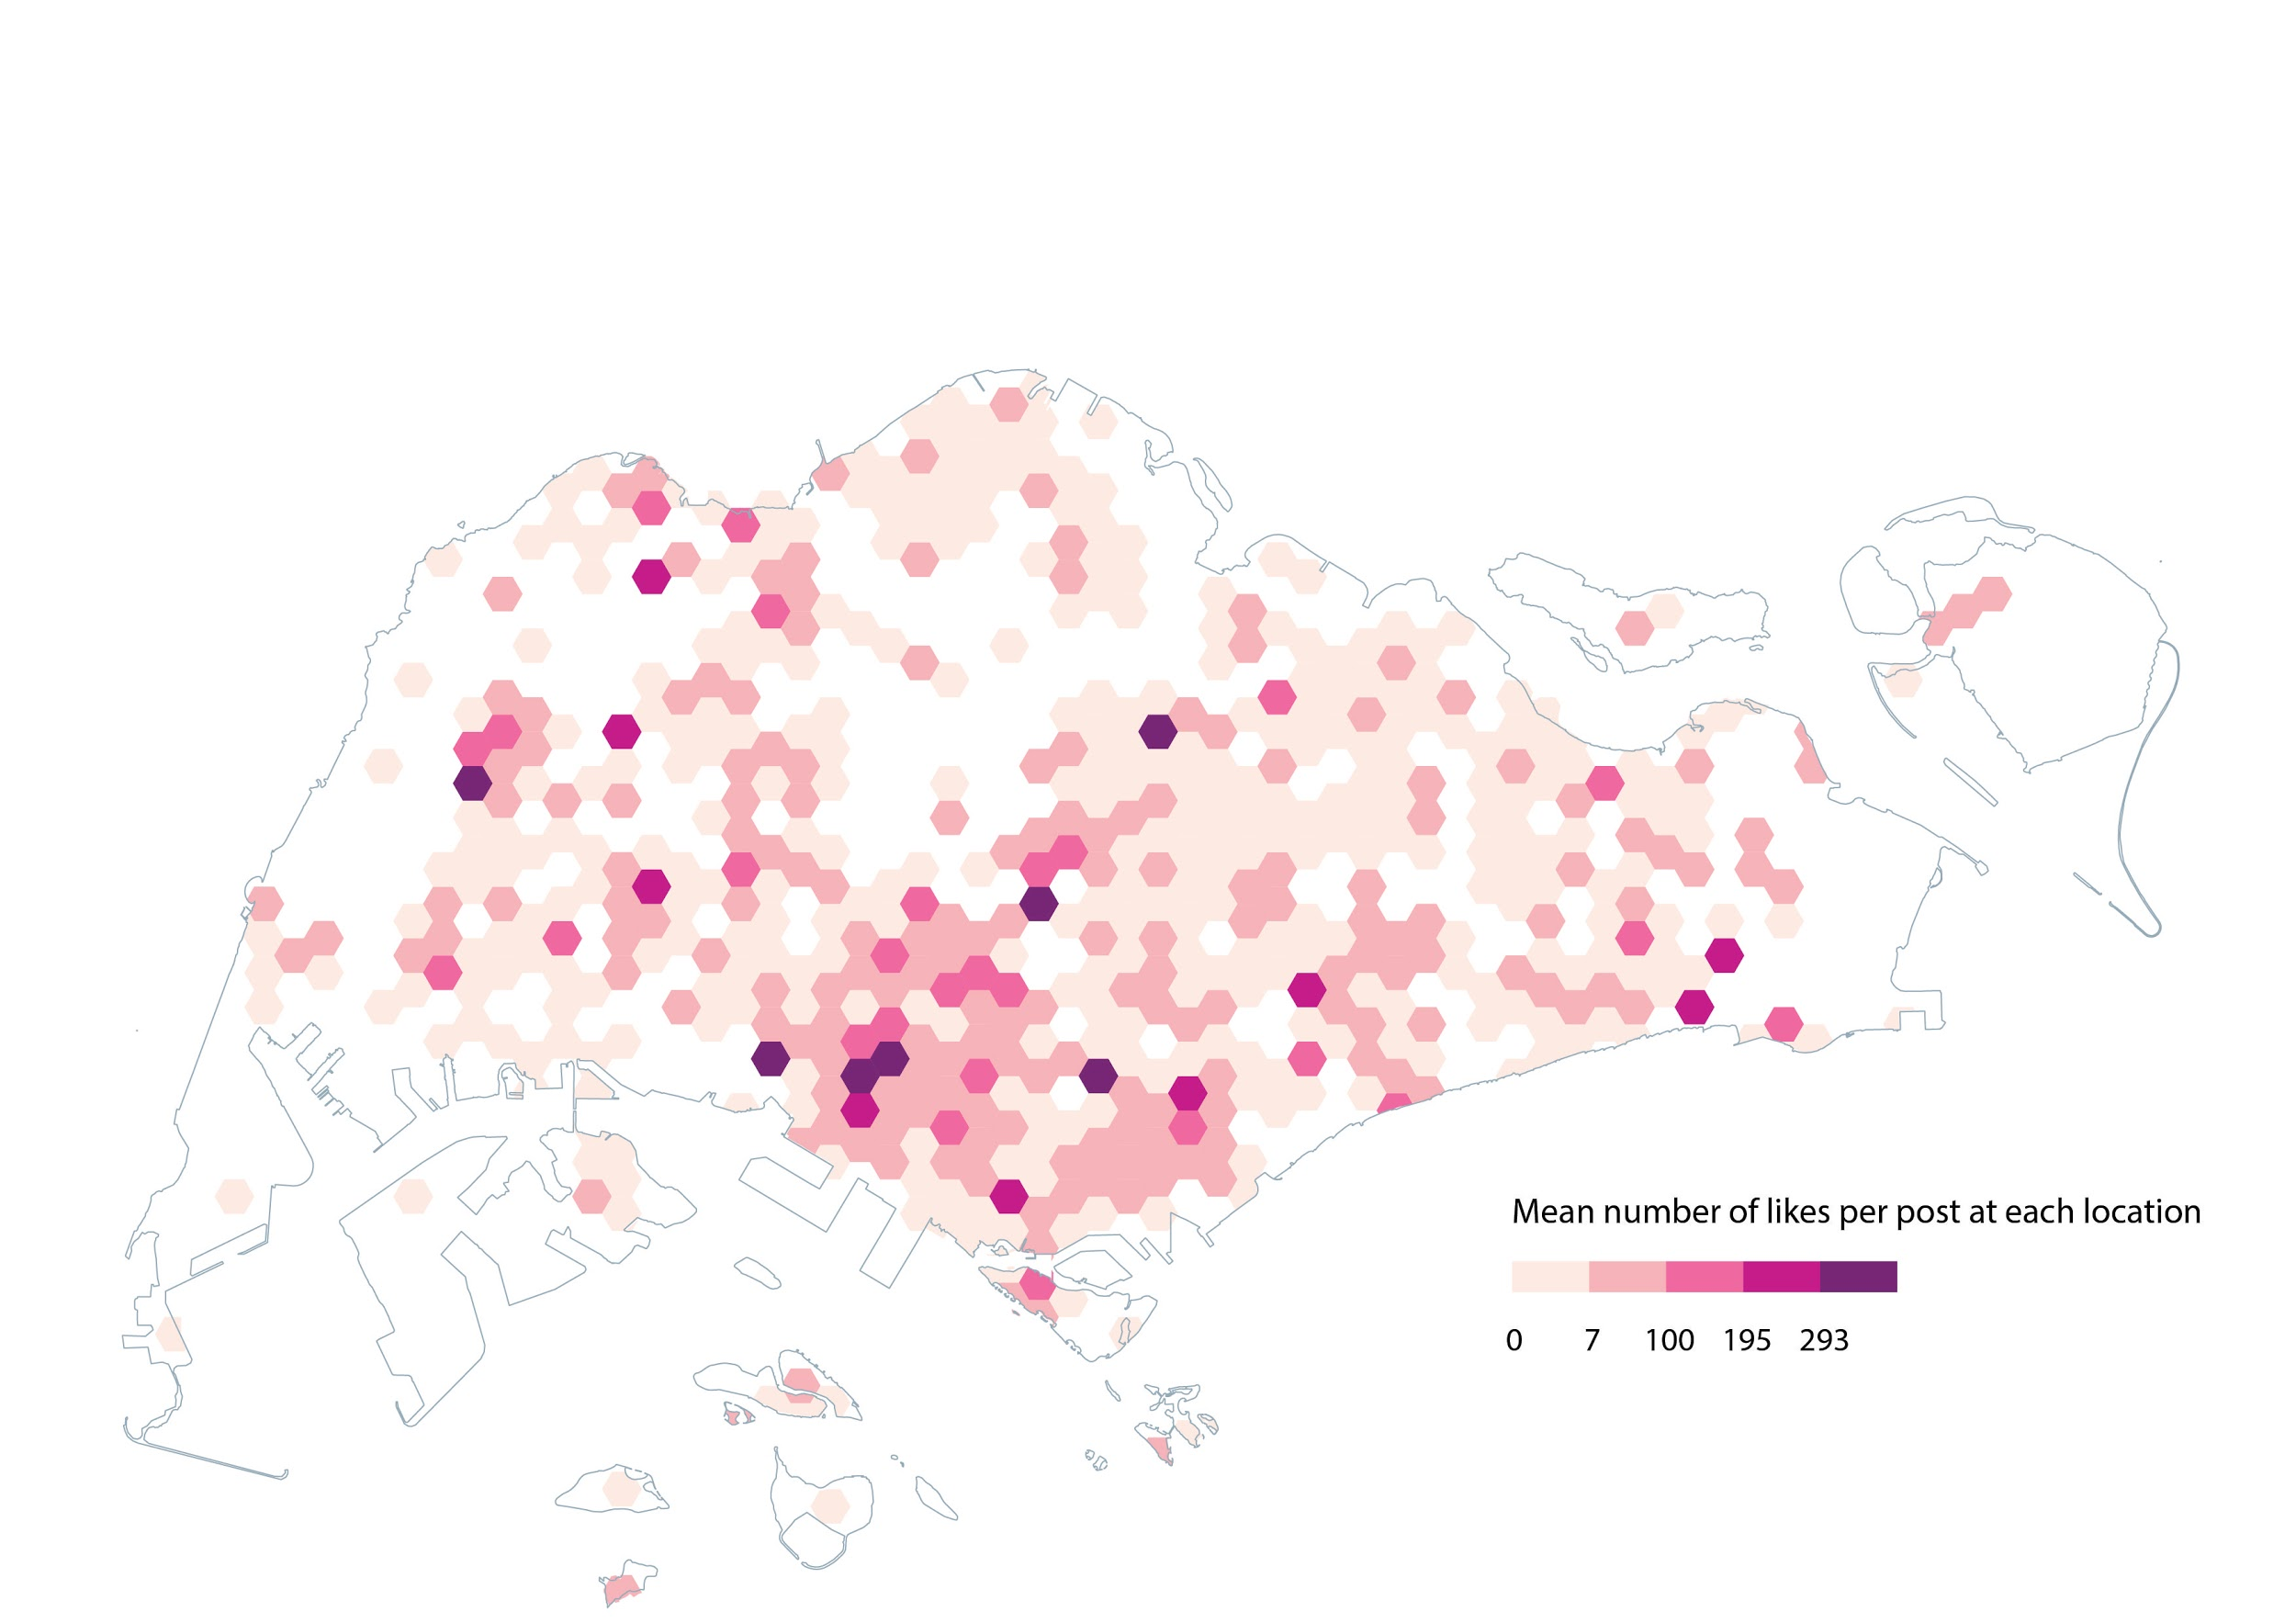 Mean number of likes per post at each location
0 7 100 195 293